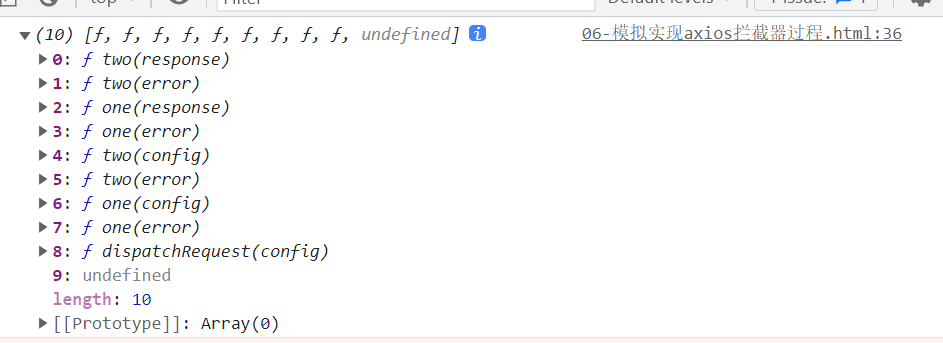 top
Filter
Default levels
1 Issue:
(10) [f, f, f, f, f, f, f, f, f, undefined] i 06-模拟实现axios拦截器过程.html:36
0: f two(response)
1: f two(error)
2: f one(response)
3: f one(error)
4: f two(config)
5: f two(error)
6: f one(config)
7: f one(error)
8: f dispatchRequest(config)
9: undefined
length: 10
[[Prototype]]: Array(0)